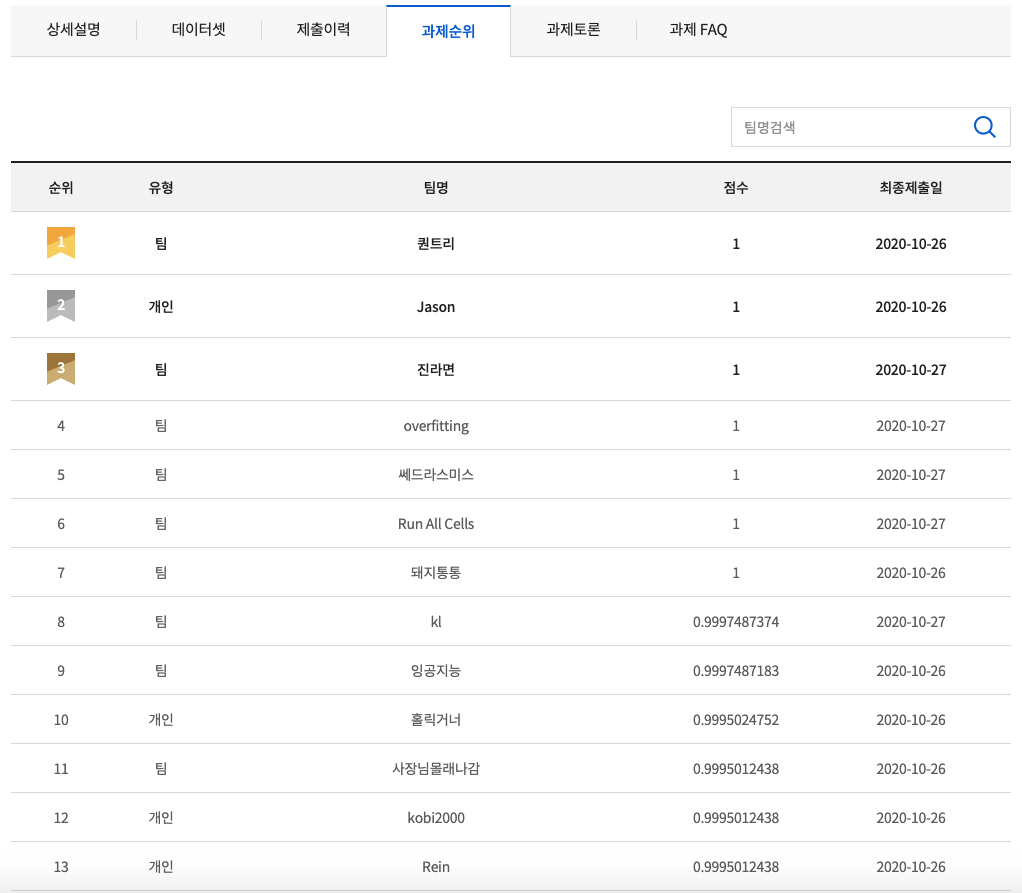 상세설명 데이터셋 제출이력 과제순위 과제토론 과제 FAQ
팀명검색
순위 유형 팀명 점수 최종제출일
1 팀 퀀트리 1 2020-10-26
2 개인 Jason 1 2020-10-26
3 팀 진라면 1 2020-10-27
4 팀 overfitting 1 2020-10-27
5 팀 쎄드라스미스 1 2020-10-27
6 팀 Run All Cells 1 2020-10-27
7 팀 돼지통통 1 2020-10-26
8 팀 kl 0.9997487374 2020-10-27
9 팀 잉공지능 0.9997487183 2020-10-26
10 개인 홀릭거너 0.9995024752 2020-10-26
11 팀 사장님몰래나감 0.9995012438 2020-10-26
12 개인 kobi2000 0.9995012438 2020-10-26
13 개인 Rein 0.9995012438 2020-10-26